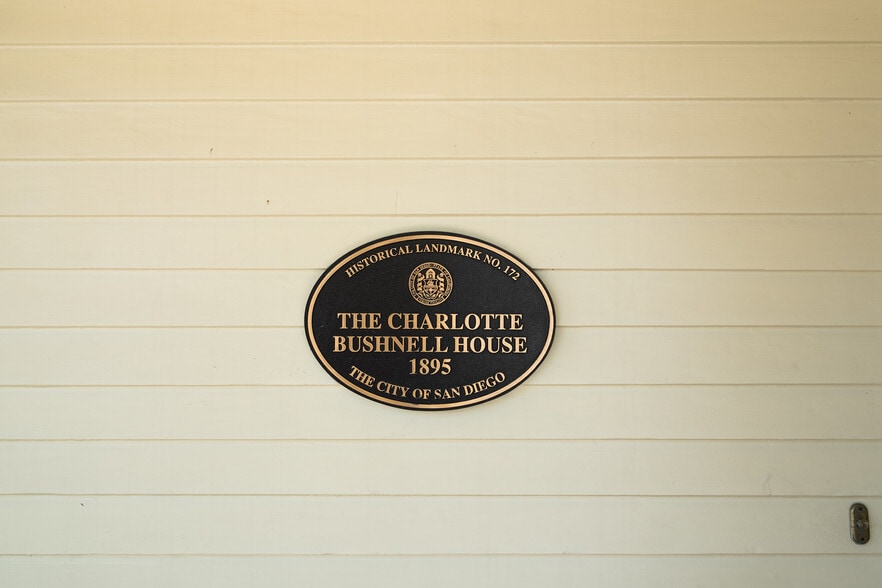 HISTORICAL LANDMARK NO. 172
THE CHARLOTTE
BUSHNELL HOUSE
1895
THE CITY OF SAN DIEGO